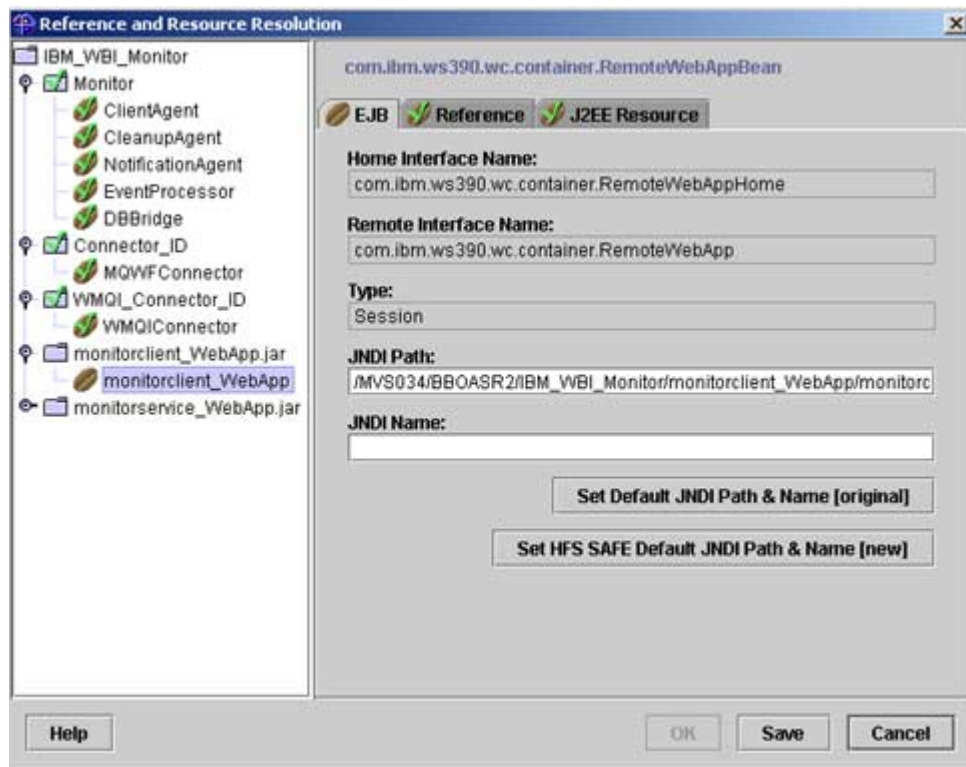 Reference and Resource Resolution
IBM_WBI_Monitor
Monitor
ClientAgent
CleanupAgent
NotificationAgent
EventProcessor
DBBridge
Connector_ID
MQWFConnector
WMQI_Connector_ID
WMQIConnector
monitorclient_WebApp.jar
monitorclient_WebApp
monitorservice_WebApp.jar
com.ibm.ws390.wc.container.RemoteWebAppBean
EJB Reference J2EE Resource
Home Interface Name:
com.ibm.ws390.wc.container.RemoteWebAppHome
Remote Interface Name:
com.ibm.ws390.wc.container.RemoteWebApp
Type:
Session
JNDI Path:
/MVS034/BBOASR2/IBM_WBI_Monitor/monitorclient_WebApp/monitorc
JNDI Name:
Set Default JNDI Path & Name [original]
Set HFS SAFE Default JNDI Path & Name [new]
Help OK Save Cancel